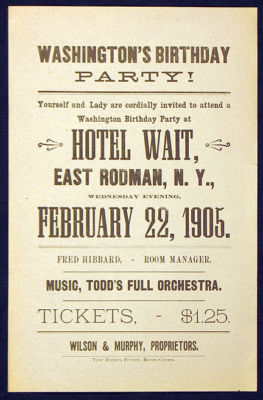 WASHINGTON'S BIRTHDAY
PARTY!
Yourself and Lady are cordially invited to attend a
Washington Birthday Party at
HOTEL WAIT,
EAST RODMAN, N. Y.,
WEDNESDAY EVENING,
FEBRUARY 22, 1905.
FRED HIBBARD, - ROOM MANAGER.
MUSIC, TODD'S FULL ORCHESTRA.
TICKETS, - $1.25.
WILSON & MURPHY, PROPRIETORS.
Brothers Printers,